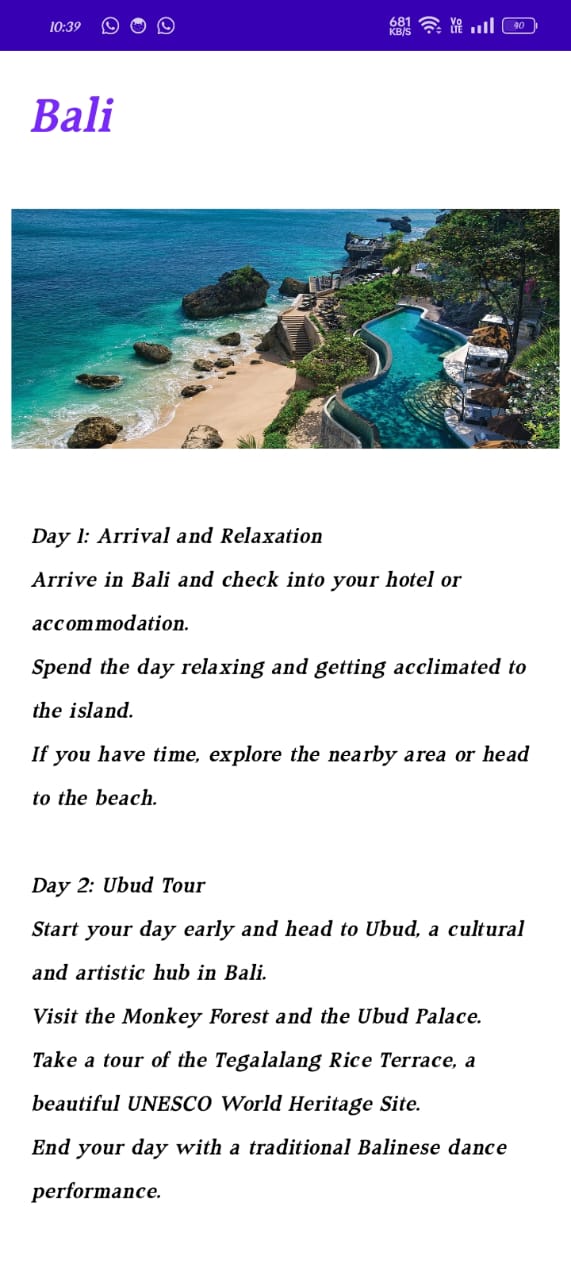 10:39
681
KB/S
Vo
LTE
40
Bali
Day 1: Arrival and Relaxation
Arrive in Bali and check into your hotel or
accommodation.
Spend the day relaxing and getting acclimated to
the island.
If you have time, explore the nearby area or head
to the beach.
Day 2: Ubud Tour
Start your day early and head to Ubud, a cultural
and artistic hub in Bali.
Visit the Monkey Forest and the Ubud Palace.
Take a tour of the Tegalalang Rice Terrace, a
beautiful UNESCO World Heritage Site.
End your day with a traditional Balinese dance
performance.